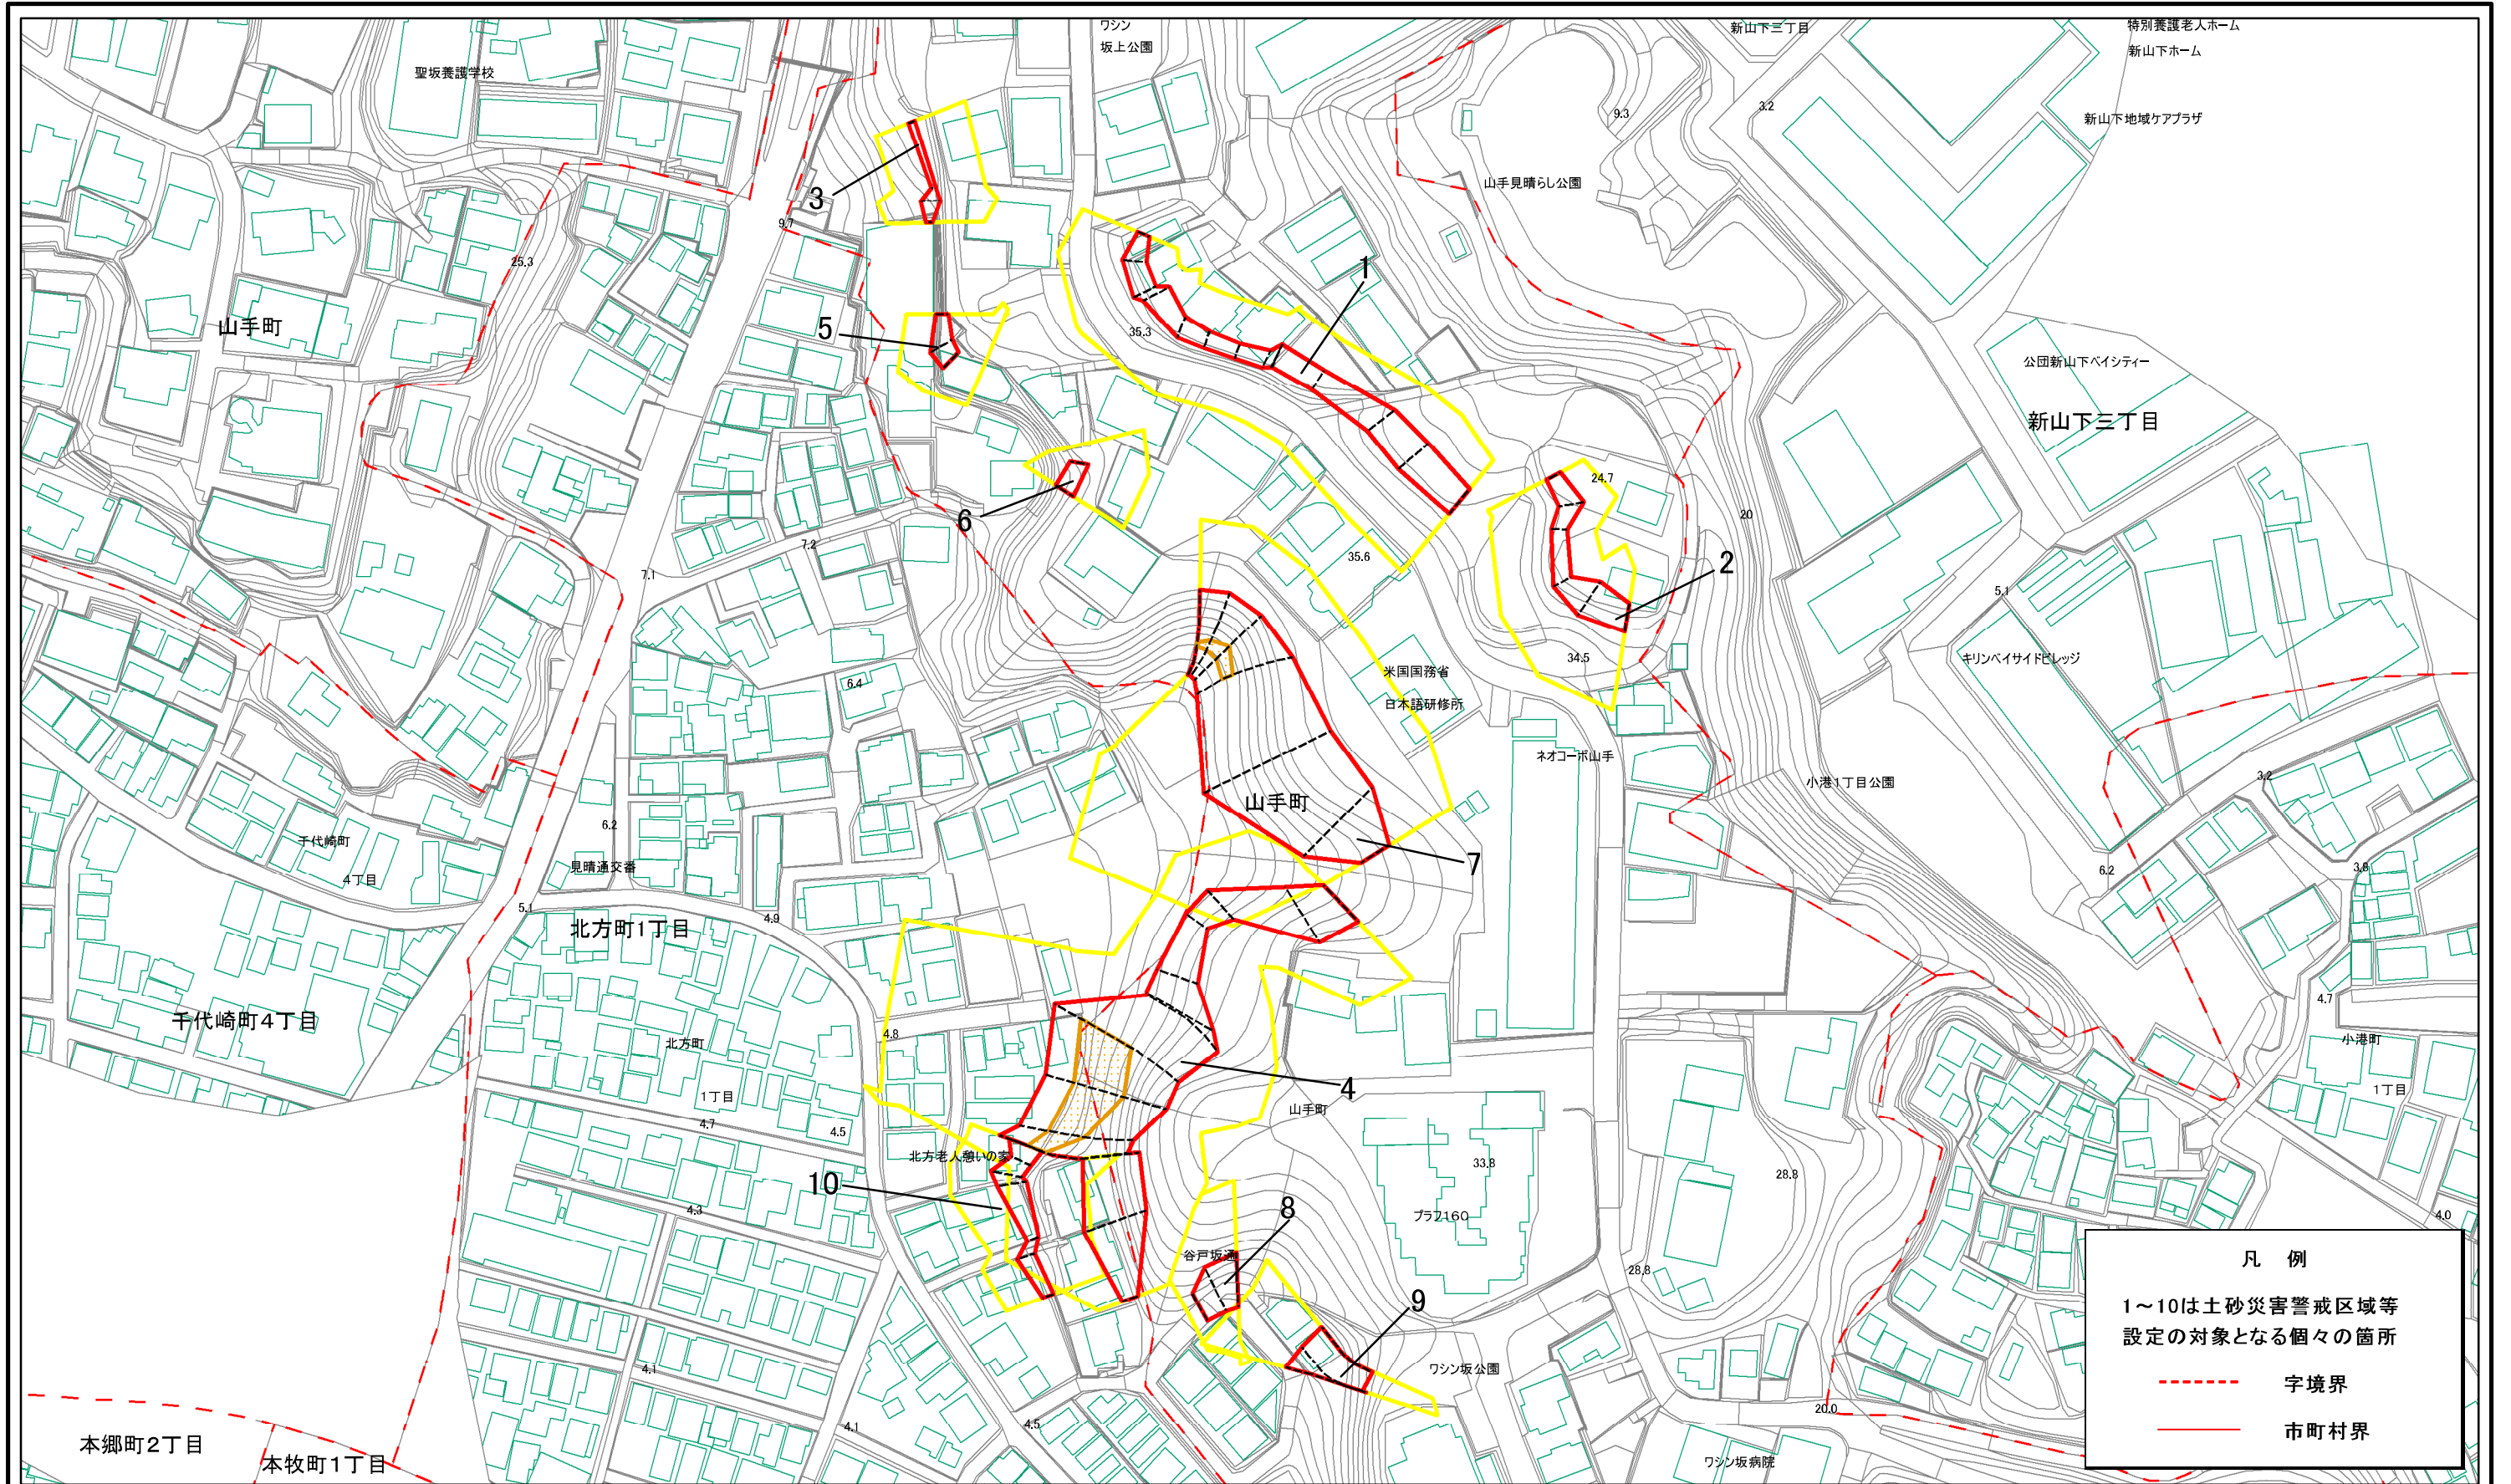 ワシン
坂上公園
新山下三丁目
特別養護老人ホーム
新山下ホーム
聖坂養護学校
9.3
3.2
新山下地域ケアプラザ
山手見晴らし公園
3
9.7
25.3
1
山手町
5
35.3
公団新山下ベイシティー
新山下三丁目
24.7
6
20
7.2
35.6
7.1
2
5.1
34.5
キリンベイサイドビレッジ
米国国務省
6.4
日本語研修所
ネオコーポ山手
小港1丁目公園
3.2
山手町
6.2
千代崎町
7
見晴通交番
3.8
6.2
4丁目
5.1
4.9
北方町1丁目
4.7
千代崎町4丁目
4.8
北方町
小港町
4
1丁目
1丁目
山手町
4.7
4.5
北方老人憩いの家
33.8
10
28.8
4.3
8
ブラフ160
4.0
谷戸坂通
28.8
9
4.1
ワシン坂公園
20.0
4.5
4.1
本郷町2丁目
本牧町1丁目
ワシン坂病院
凡 例
1~10は土砂災害警戒区域等
設定の対象となる個々の箇所
字境界
市町村界